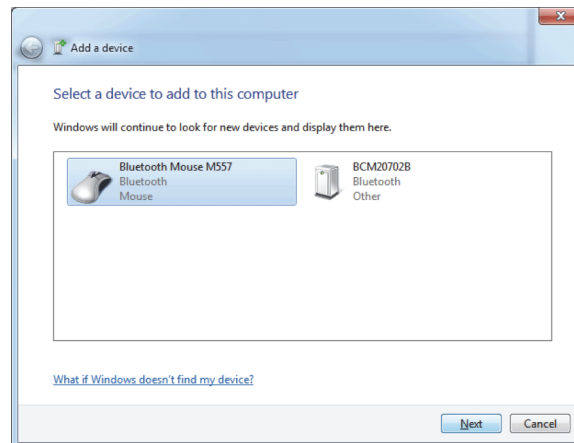 Add a device
Select a device to add to this computer
Windows will continue to look for new devices and display them here.
Bluetooth Mouse M557
Bluetooth
Mouse
BCM20702B
Bluetooth
Other
What if Windows doesn't find my device?
Next
Cancel